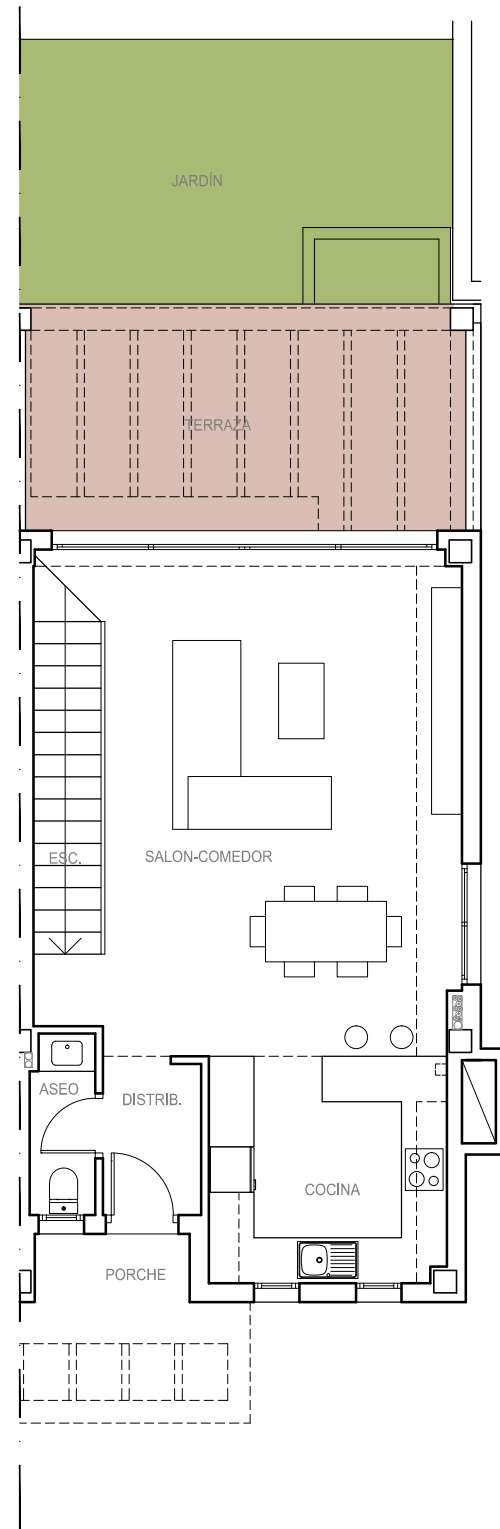 JARDÍN
TERRAZA
ESC.
SALON-COMEDOR
ASEO
DISTRIB.
COCINA
PORCHE